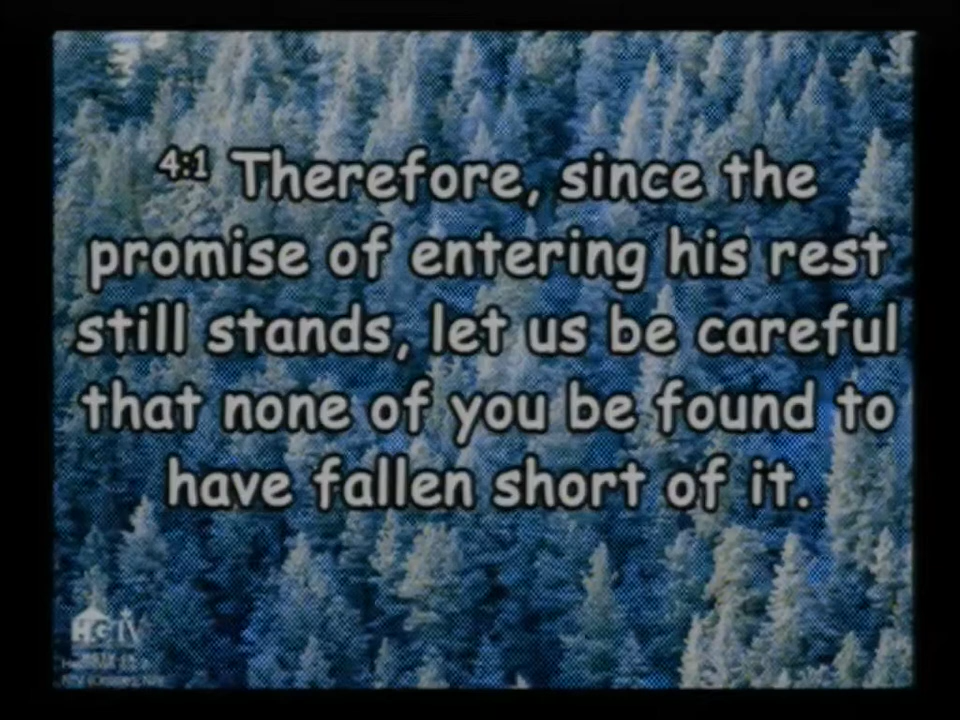 4:1 Therefore, since the
promise of entering his rest
still stands, let us be careful
that none of you be found to
have fallen short of it.